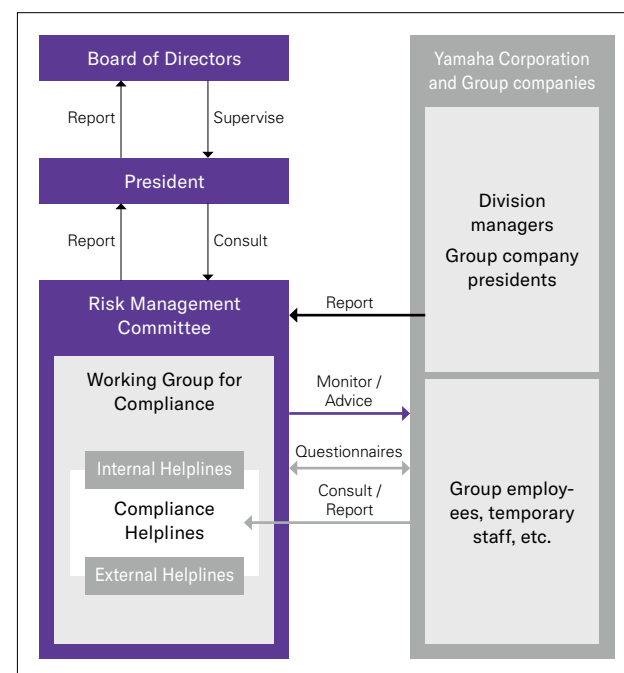 Board of Directors
Report
Supervise
President
Report
Consult
Risk Management
Committee
Working Group for
Compliance
Internal Helplines
Compliance
Helplines
External Helplines
Report
Monitor /
Advice
Questionnaires
Consult /
Report
Yamaha Corporation
and Group companies
Division
managers
Group company
presidents
Group employ-
ees, temporary
staff, etc.